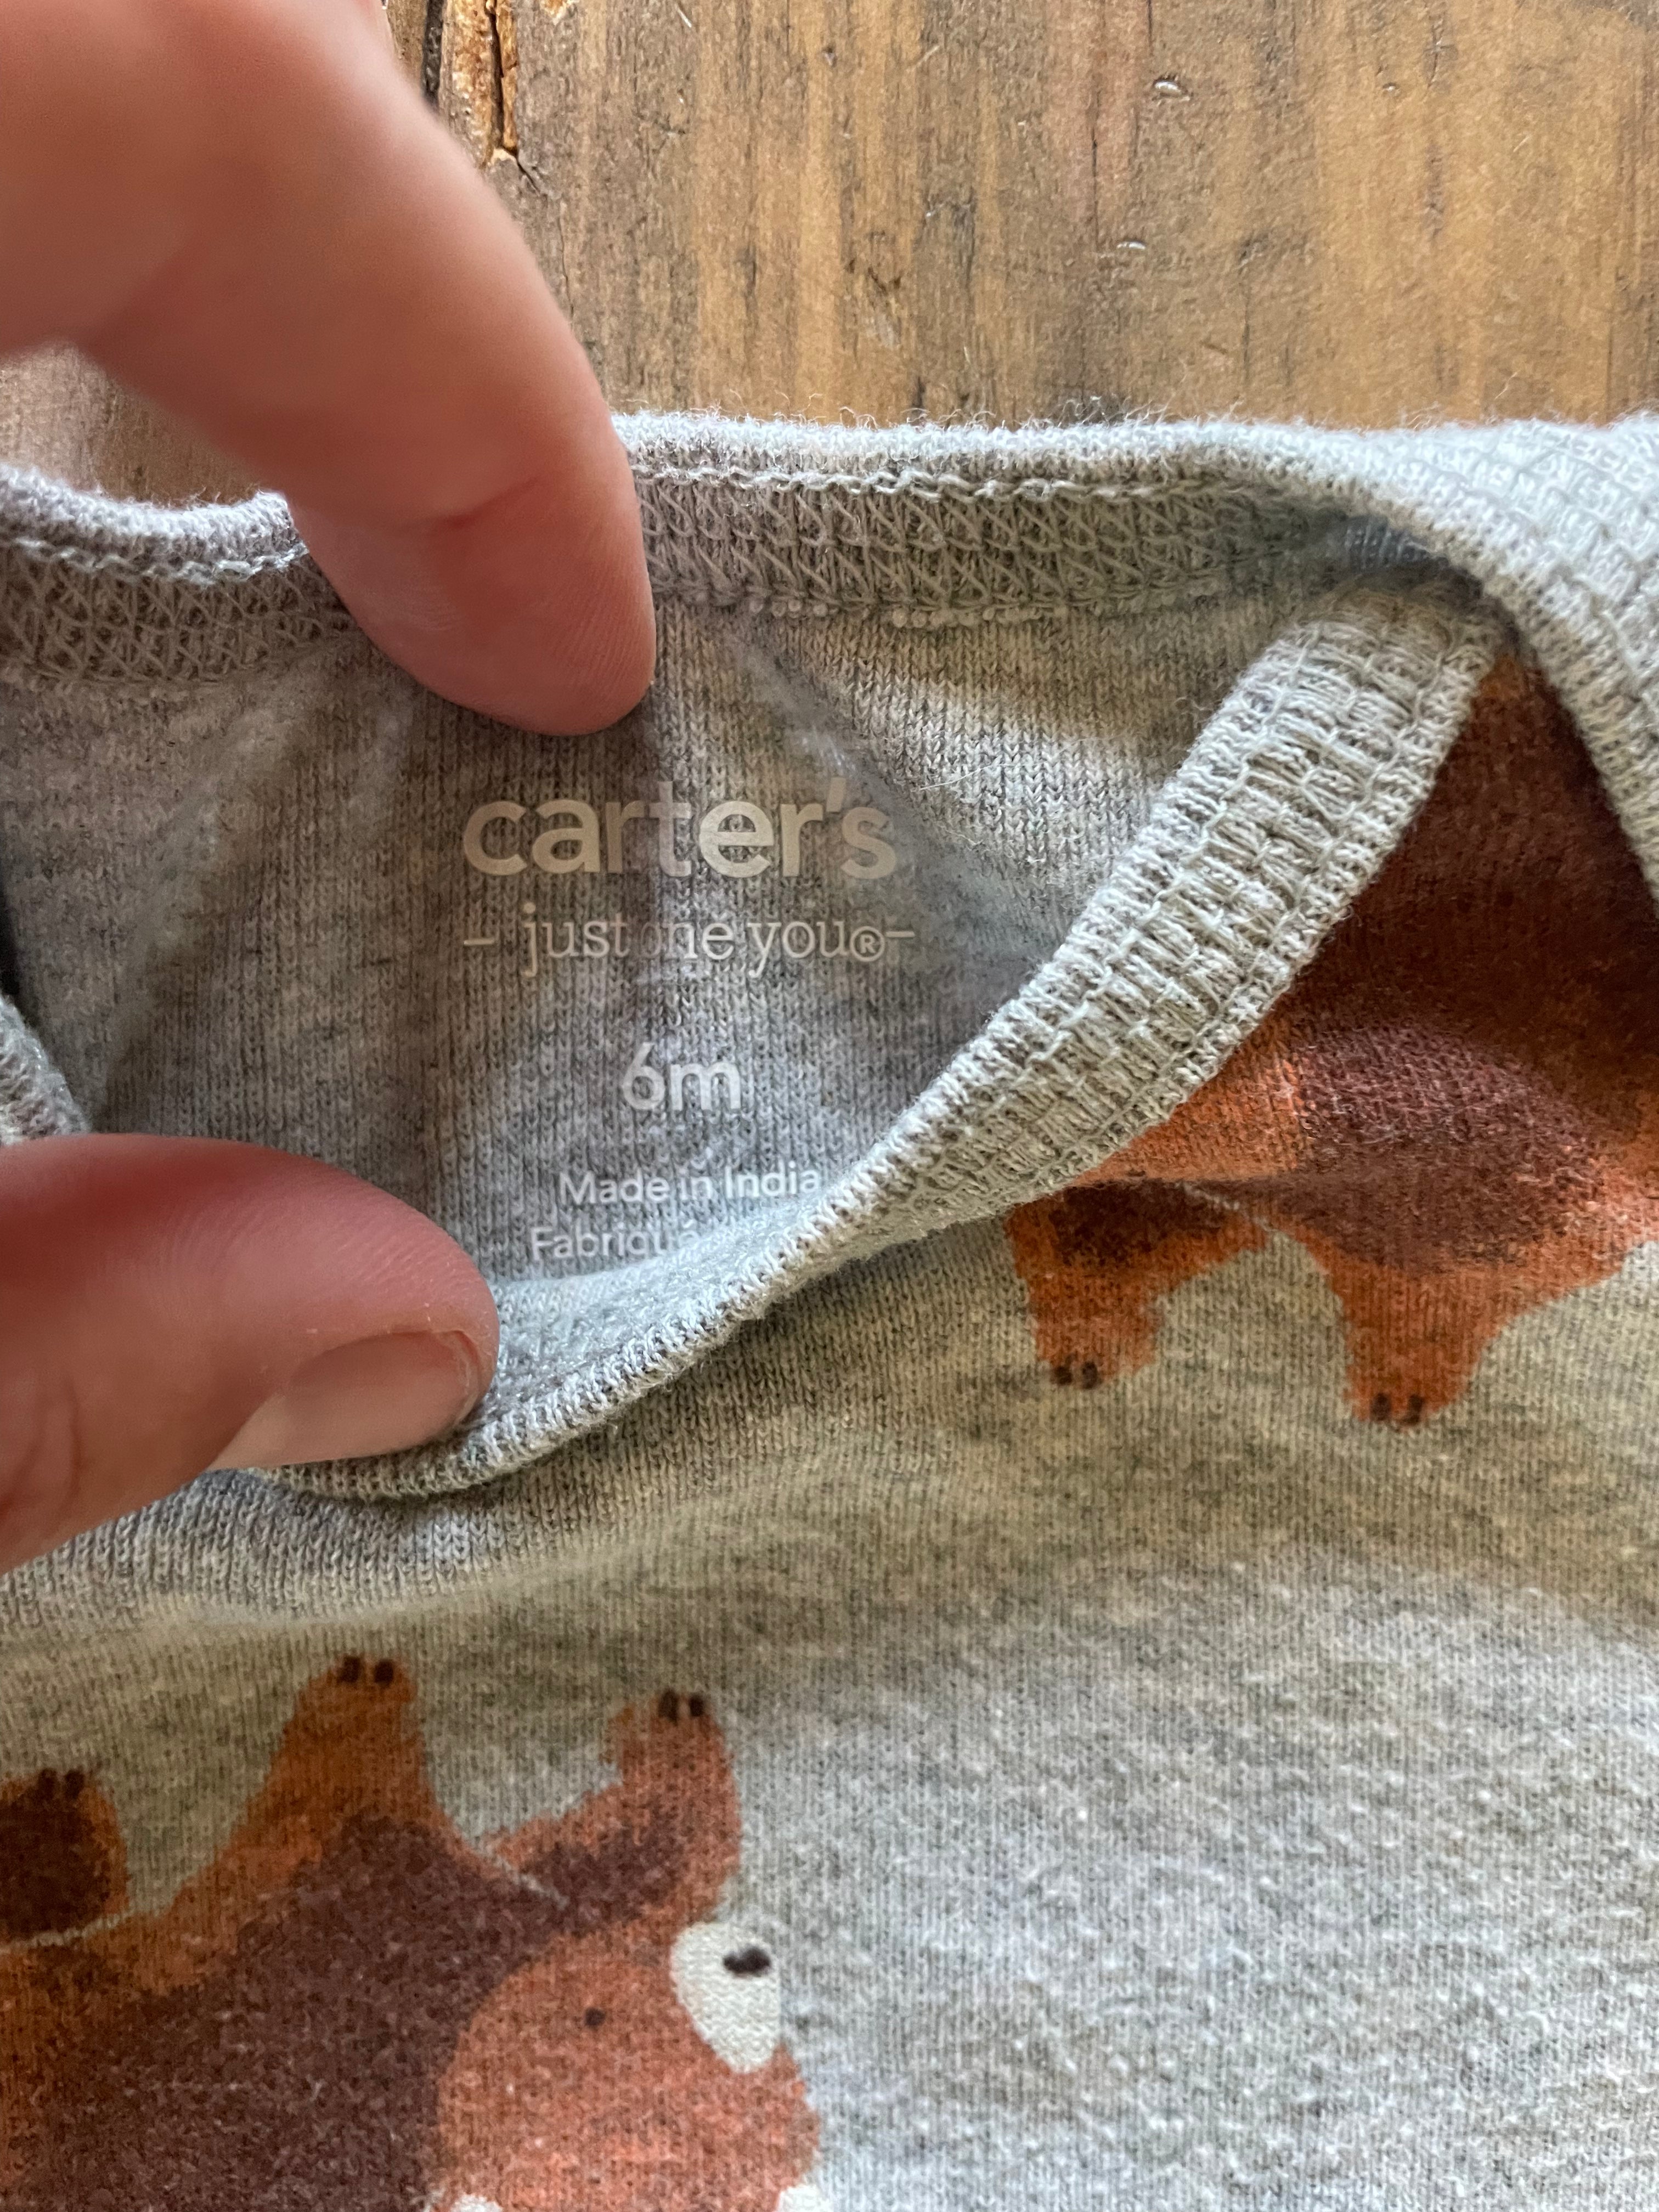 carter's
- just one you® -
6m
Made in India